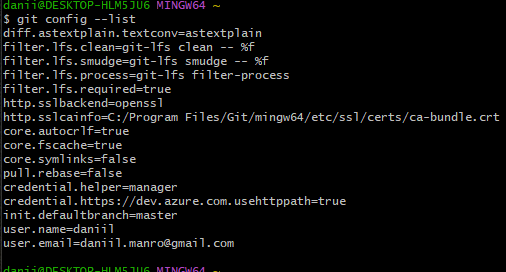 danii@DESKTOP-HLM5JU6 MINGW64 ~
$ git config --list
diff.astextplain.textconv=astextplain
filter.lfs.clean=git-lfs clean -- %f
filter.lfs.smudge=git-lfs smudge -- %f
filter.lfs.process=git-lfs filter-process
filter.lfs.required=true
http.sslbackend=openssl
http.sslcainfo=C:/Program Files/Git/mingw64/etc/ssl/certs/ca-bundle.crt
core.autocrlf=true
core.fscache=true
core.symlinks=false
pull.rebase=false
credential.helper=manager
credential.https://dev.azure.com.usehttppath=true
init.defaultbranch=master
user.name=daniil
user.email=daniil.manro@gmail.com
danii@DESKTOP-HLM5JU6 MINGW64 ~